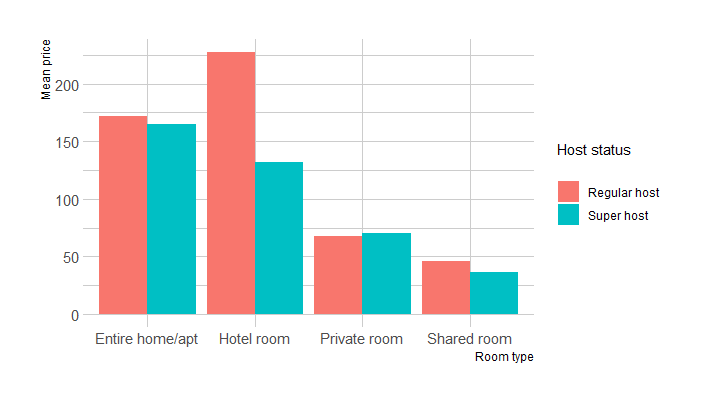 Mean price
200
150
100
50
0
Entire home/apt
Hotel room
Private room
Shared room
Room type
Host status
Regular host
Super host